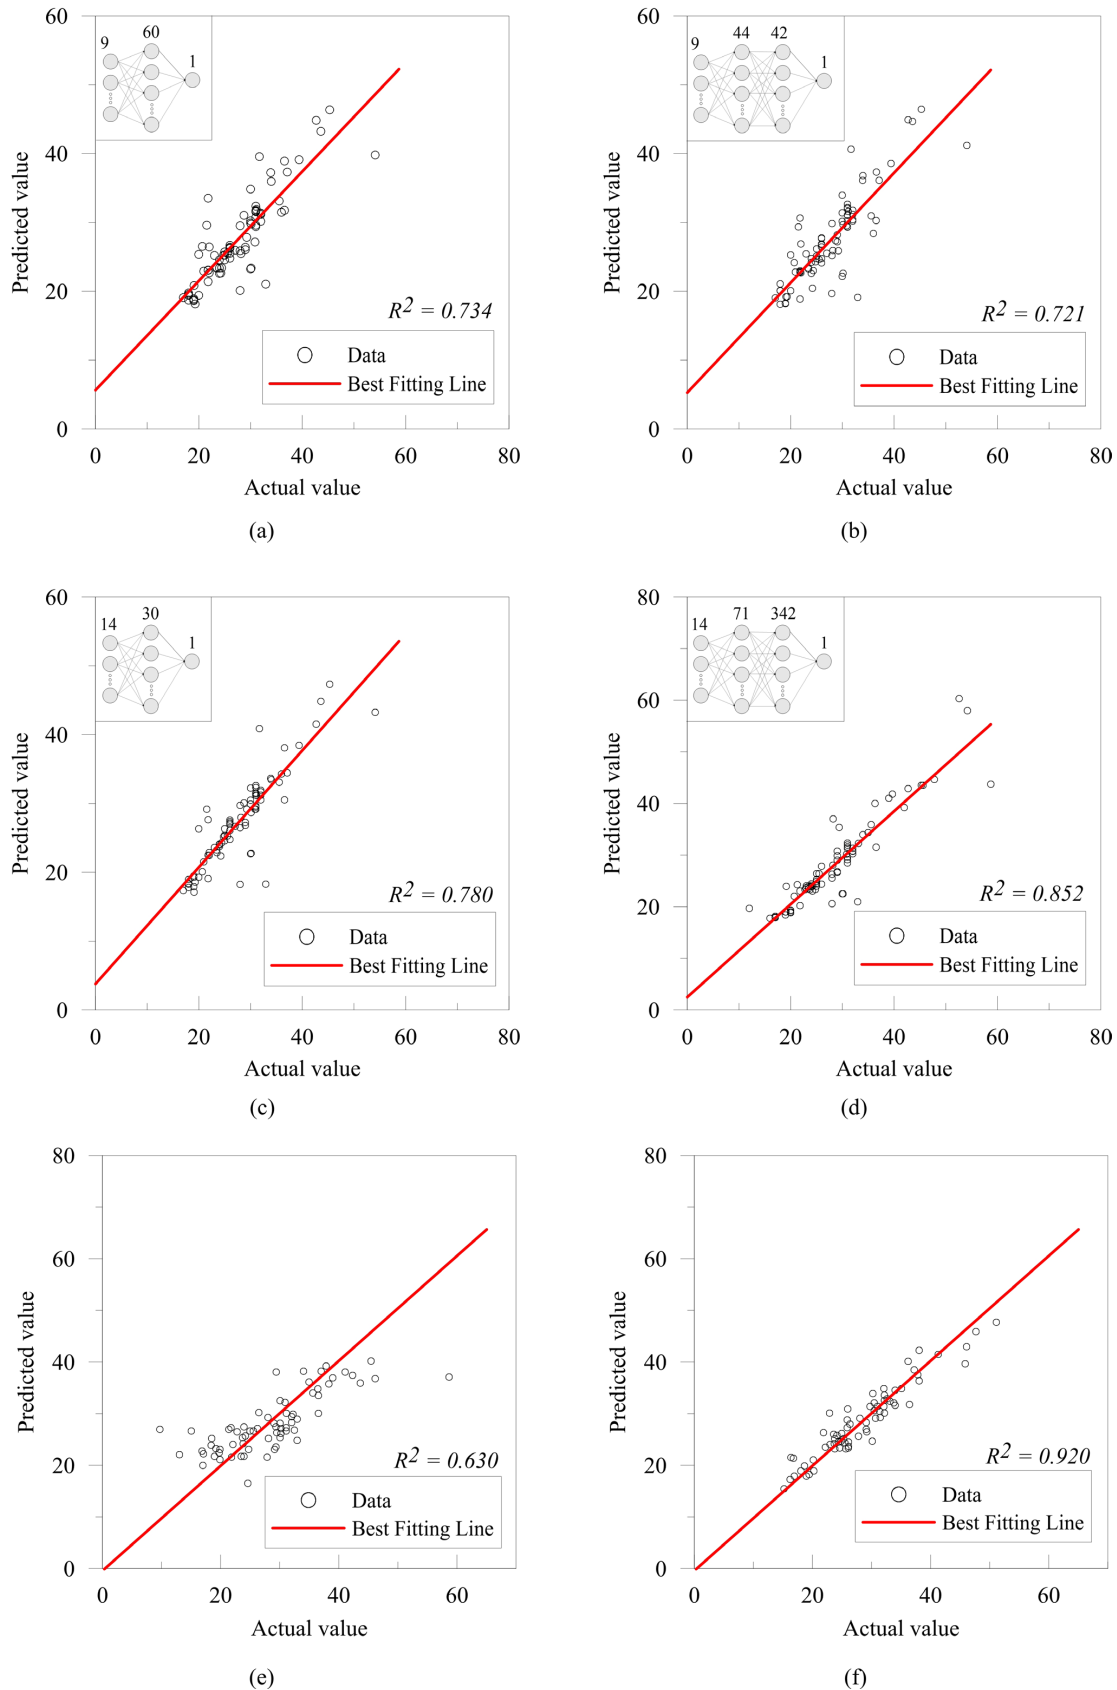 60
9
60
1
40
Predicted value
20
R2 = 0.734
Data
Best Fitting Line
0
0 20 40 60 80
Actual value
(a)
60
44 42
9
1
40
Predicted value
20
R2 = 0.721
Data
Best Fitting Line
0
0 20 40 60 80
Actual value
(b)
60
30
14
1
40
Predicted value
20
R2 = 0.780
Data
Best Fitting Line
0
0 20 40 60 80
Actual value
(c)
80
71 342
14
1
60
Predicted value
40
20
R2 = 0.852
Data
Best Fitting Line
0
0 20 40 60 80
Actual value
(d)
80
60
Predicted value
40
20
R2 = 0.630
Data
Best Fitting Line
0
0 20 40 60
Actual value
(e)
80
60
Predicted value
40
20
R2 = 0.920
Data
Best Fitting Line
0
0 20 40 60
Actual value
(f)